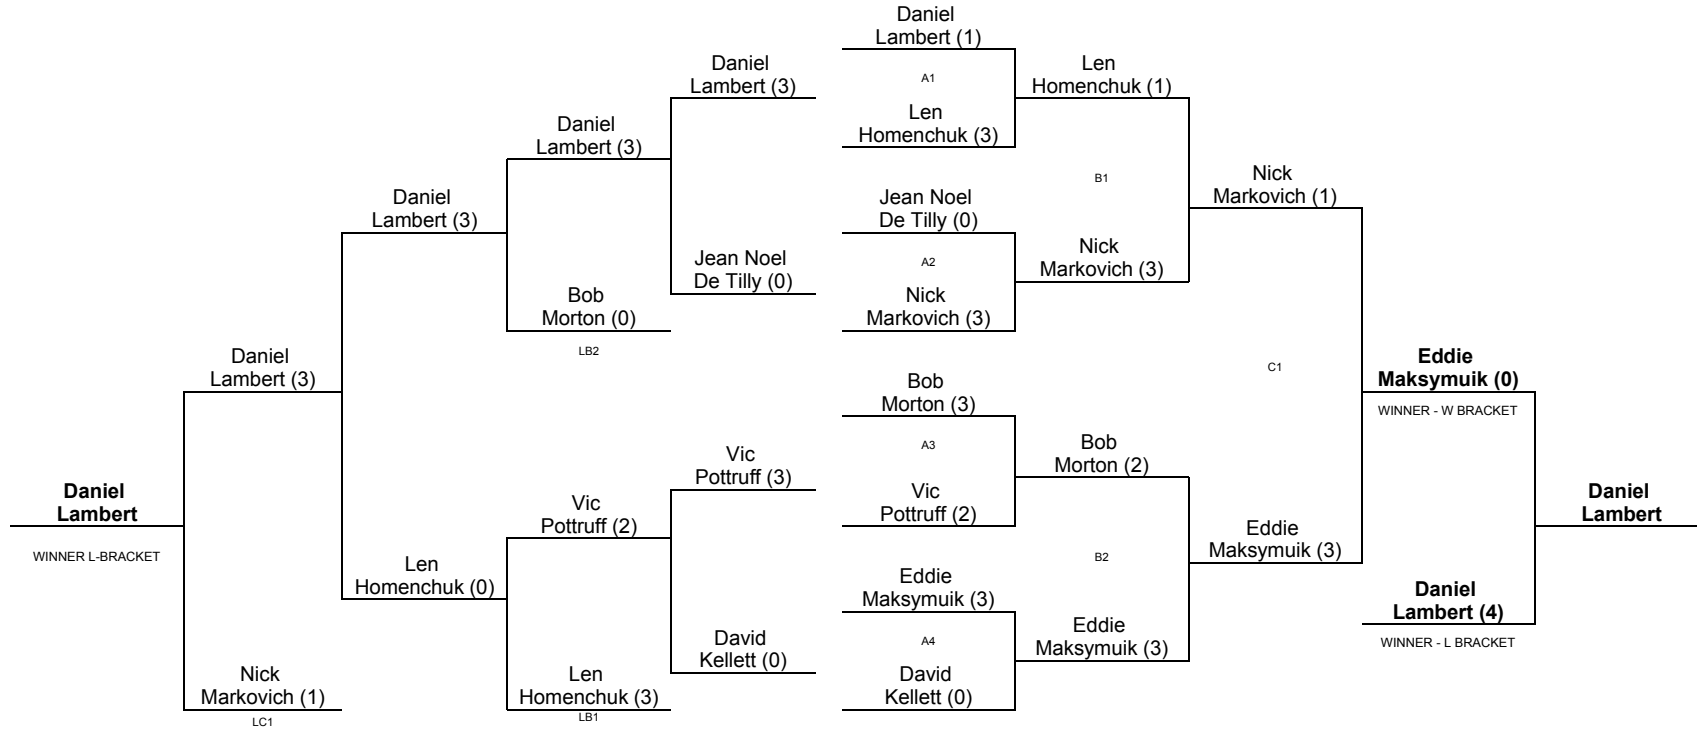 Daniel
Lambert (1)
A1
Len
Homenchuk (3)
Jean Noel
De Tilly (0)
A2
Nick
Markovich (3)
Bob
Morton (3)
A3
Vic
Pottruff (2)
Eddie
Maksymuik (3)
A4
David
Kellett (0)
Len
Homenchuk (1)
B1
Nick
Markovich (3)
Bob
Morton (2)
B2
Eddie
Maksymuik (3)
Nick
Markovich (1)
C1
Eddie
Maksymuik (3)
Eddie
Maksymuik (0)
WINNER - W BRACKET
Daniel
Lambert (4)
WINNER - L BRACKET
Daniel
Lambert
Daniel
Lambert (3)
Jean Noel
De Tilly (0)
Vic
Pottruff (3)
David
Kellett (0)
Daniel
Lambert (3)
Bob
Morton (0)
LB2
Vic
Pottruff (2)
Len
Homenchuk (3)
LB1
Daniel
Lambert (3)
Len
Homenchuk (0)
Daniel
Lambert (3)
Nick
Markovich (1)
LC1
Daniel
Lambert
WINNER L-BRACKET